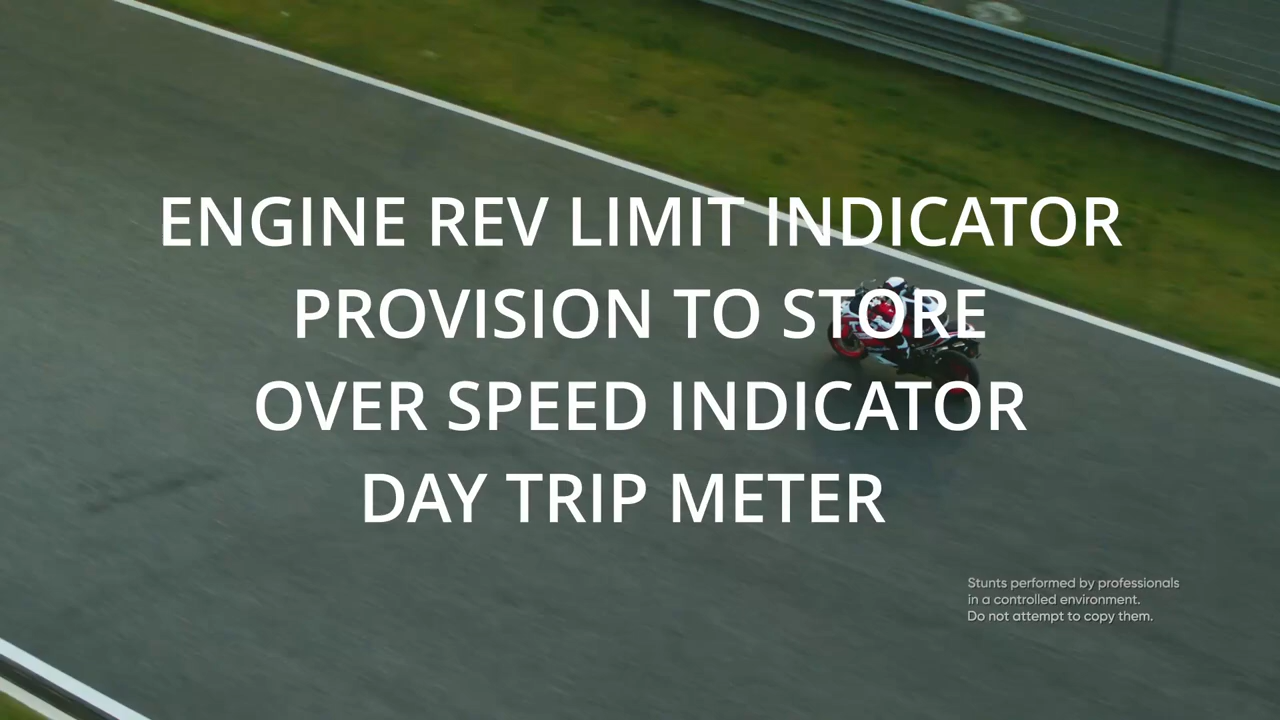 ENGINE REV LIMIT INDICATOR
PROVISION TO STORE
OVER SPEED INDICATOR
DAY TRIP METER
Stunts performed by professionals
in a controlled environment.
Do not attempt to copy them.